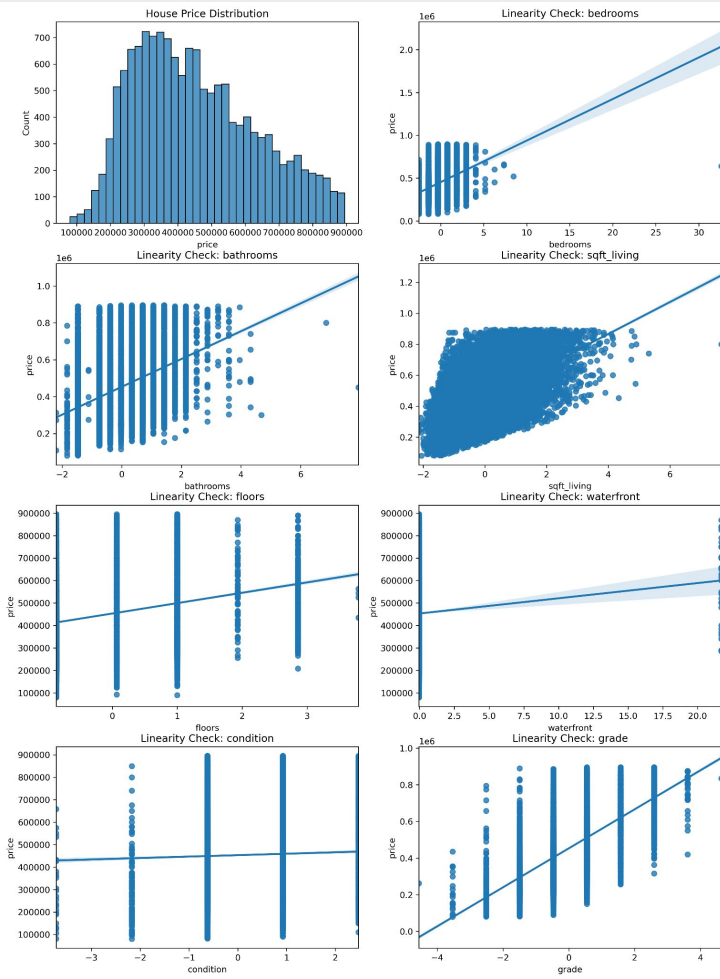 House Price Distribution
700
600
500
400
300
200
100
0
Count
100000 200000 300000 400000 500000 600000 700000 800000 900000
price
Linearity Check: bedrooms
1e6
2.0
1.5
1.0
0.5
0.0
price
0 5 10 15 20 25 30
bedrooms
Linearity Check: bathrooms
1e6
1.0
0.8
0.6
0.4
0.2
price
−2 0 2 4 6
bathrooms
Linearity Check: sqft_living
1e6
1.2
1.0
0.8
0.6
0.4
0.2
price
−2 0 2 4 6
sqft_living
Linearity Check: floors
900000
800000
700000
600000
500000
400000
300000
200000
100000
price
0 1 2 3
floors
Linearity Check: waterfront
900000
800000
700000
600000
500000
400000
300000
200000
100000
price
0.0 2.5 5.0 7.5 10.0 12.5 15.0 17.5 20.0
waterfront
Linearity Check: condition
900000
800000
700000
600000
500000
400000
300000
200000
100000
price
−3 −2 −1 0 1 2
condition
Linearity Check: grade
1e6
1.0
0.8
0.6
0.4
0.2
0.0
price
−4 −2 0 2 4
grade